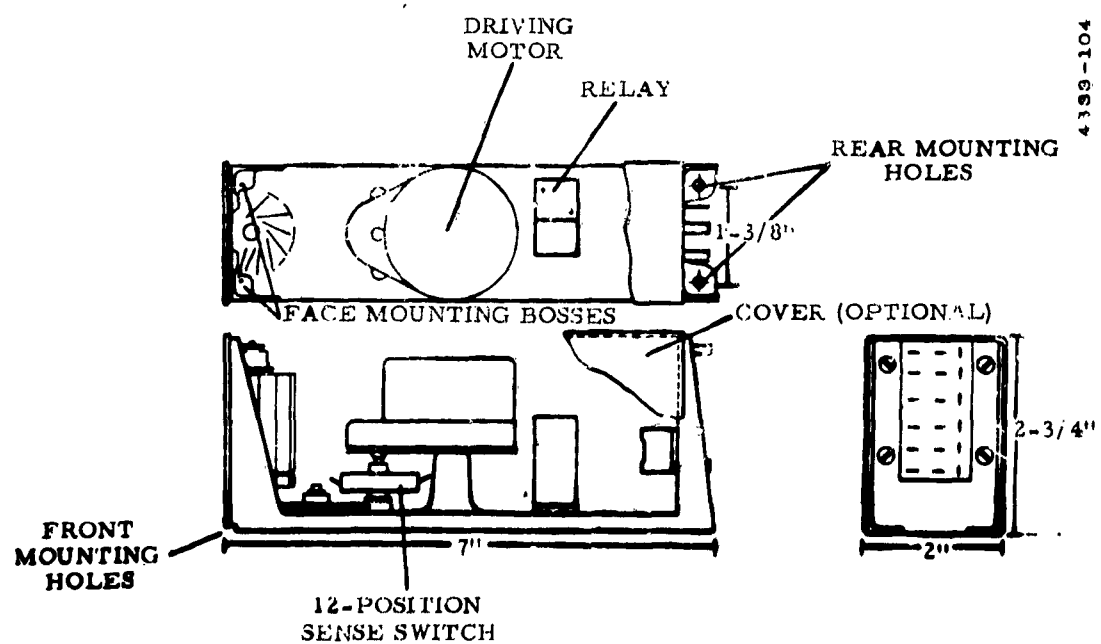 DRIVING
MOTOR
RELAY
4383-104
REAR MOUNTING
HOLES
1-3/8"
FACE MOUNTING BOSSES
COVER (OPTIONAL)
2-3/4"
FRONT
MOUNTING
HOLES
7"
2"
12-POSITION
SENSE SWITCH